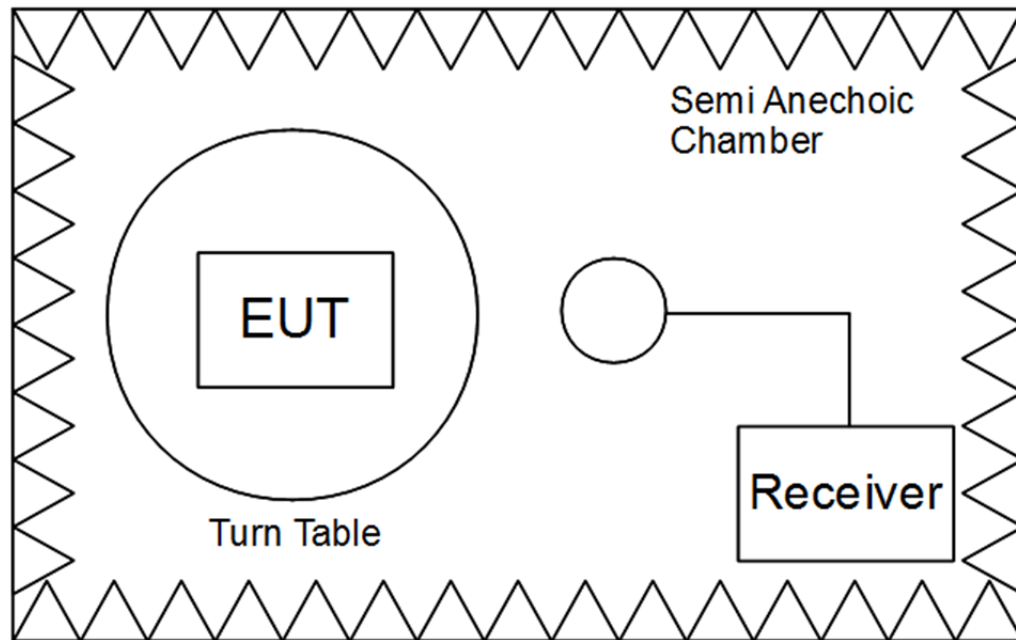 Semi Anechoic
Chamber
EUT
Receiver
Turn Table